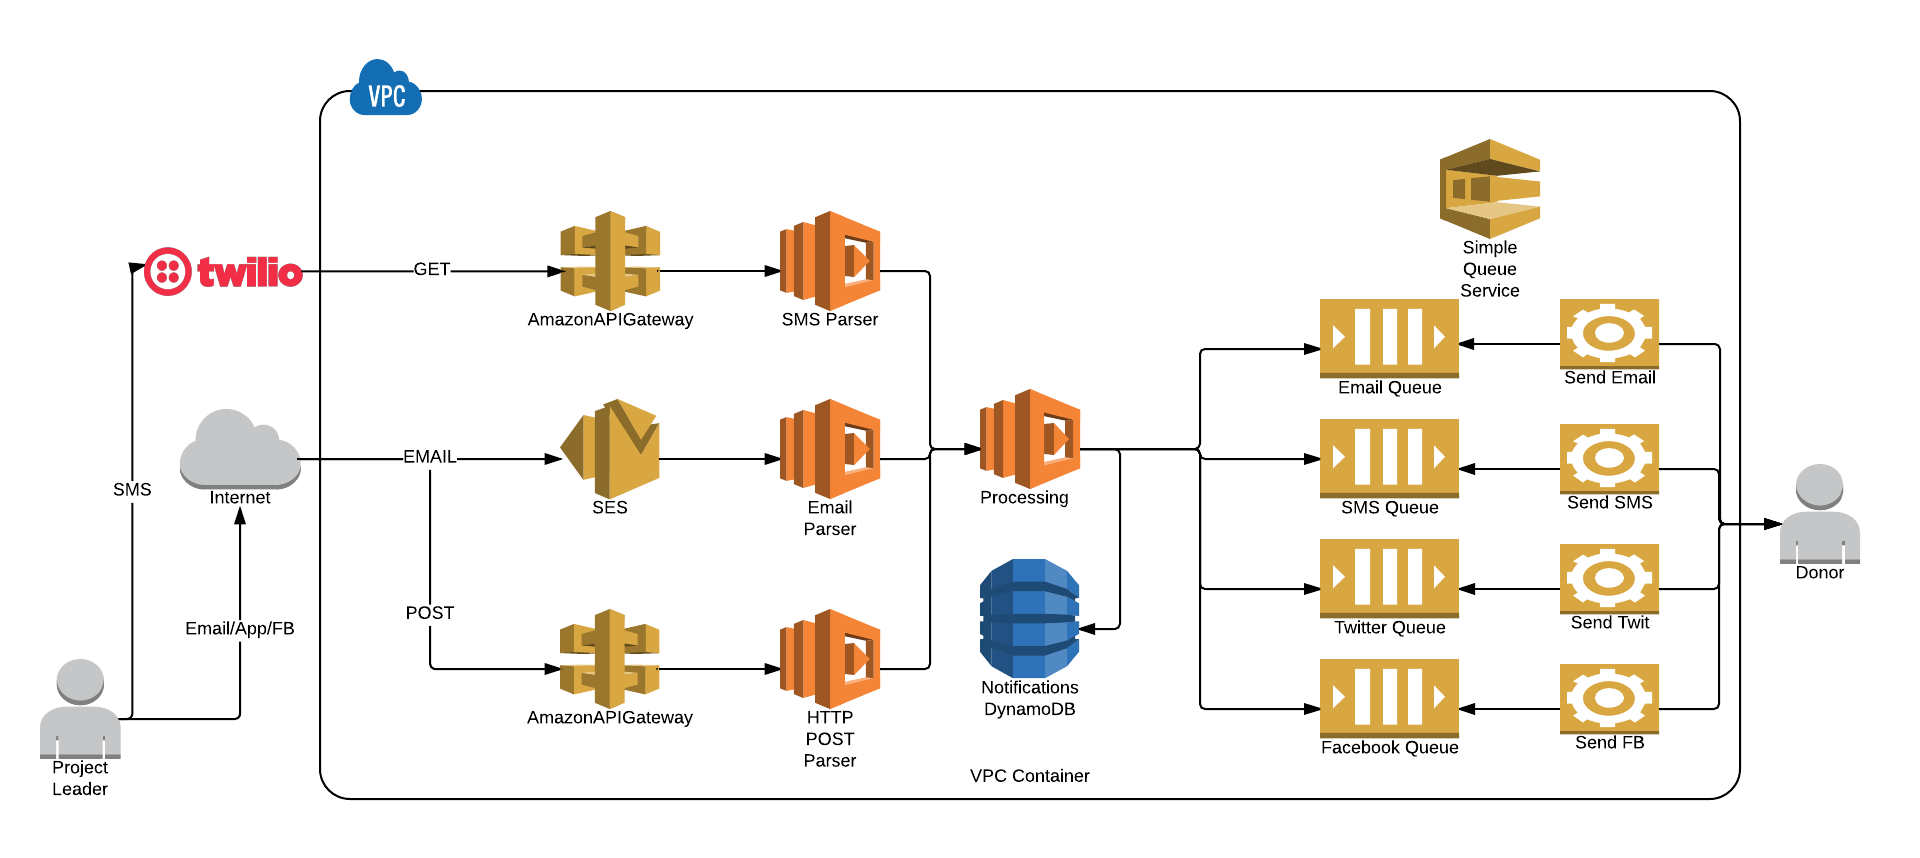 VPC
Simple
Queue
Service
twilio
GET
AmazonAPIGateway
SMS Parser
Email Queue
Send Email
SMS
Internet
EMAIL
SES
Email
Parser
Processing
SMS Queue
Send SMS
Donor
Email/App/FB
POST
Twitter Queue
Send Twit
Notifications
DynamoDB
AmazonAPIGateway
HTTP
POST
Parser
Facebook Queue
Send FB
Project
Leader
VPC Container